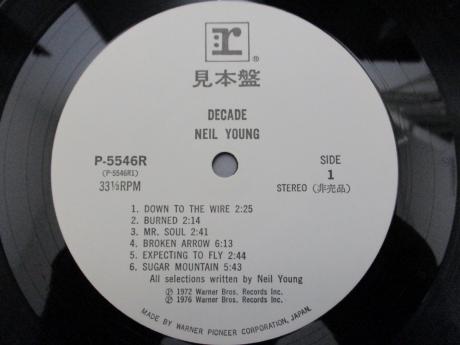 r®
見本盤
DECADE
NEIL YOUNG
P-5546R
(P-5546R1)
33⅓RPM
SIDE
1
STEREO (非売品)
1. DOWN TO THE WIRE 2:25
2. BURNED 2:14
3. MR. SOUL 2:41
4. BROKEN ARROW 6:13
5. EXPECTING TO FLY 2:44
6. SUGAR MOUNTAIN 5:43
All selections written by Neil Young
Ⓟ 1972 Warner Bros. Records Inc.
Ⓟ 1976 Warner Bros. Records Inc.
MADE BY WARNER PIONEER CORPORATION, JAPAN.